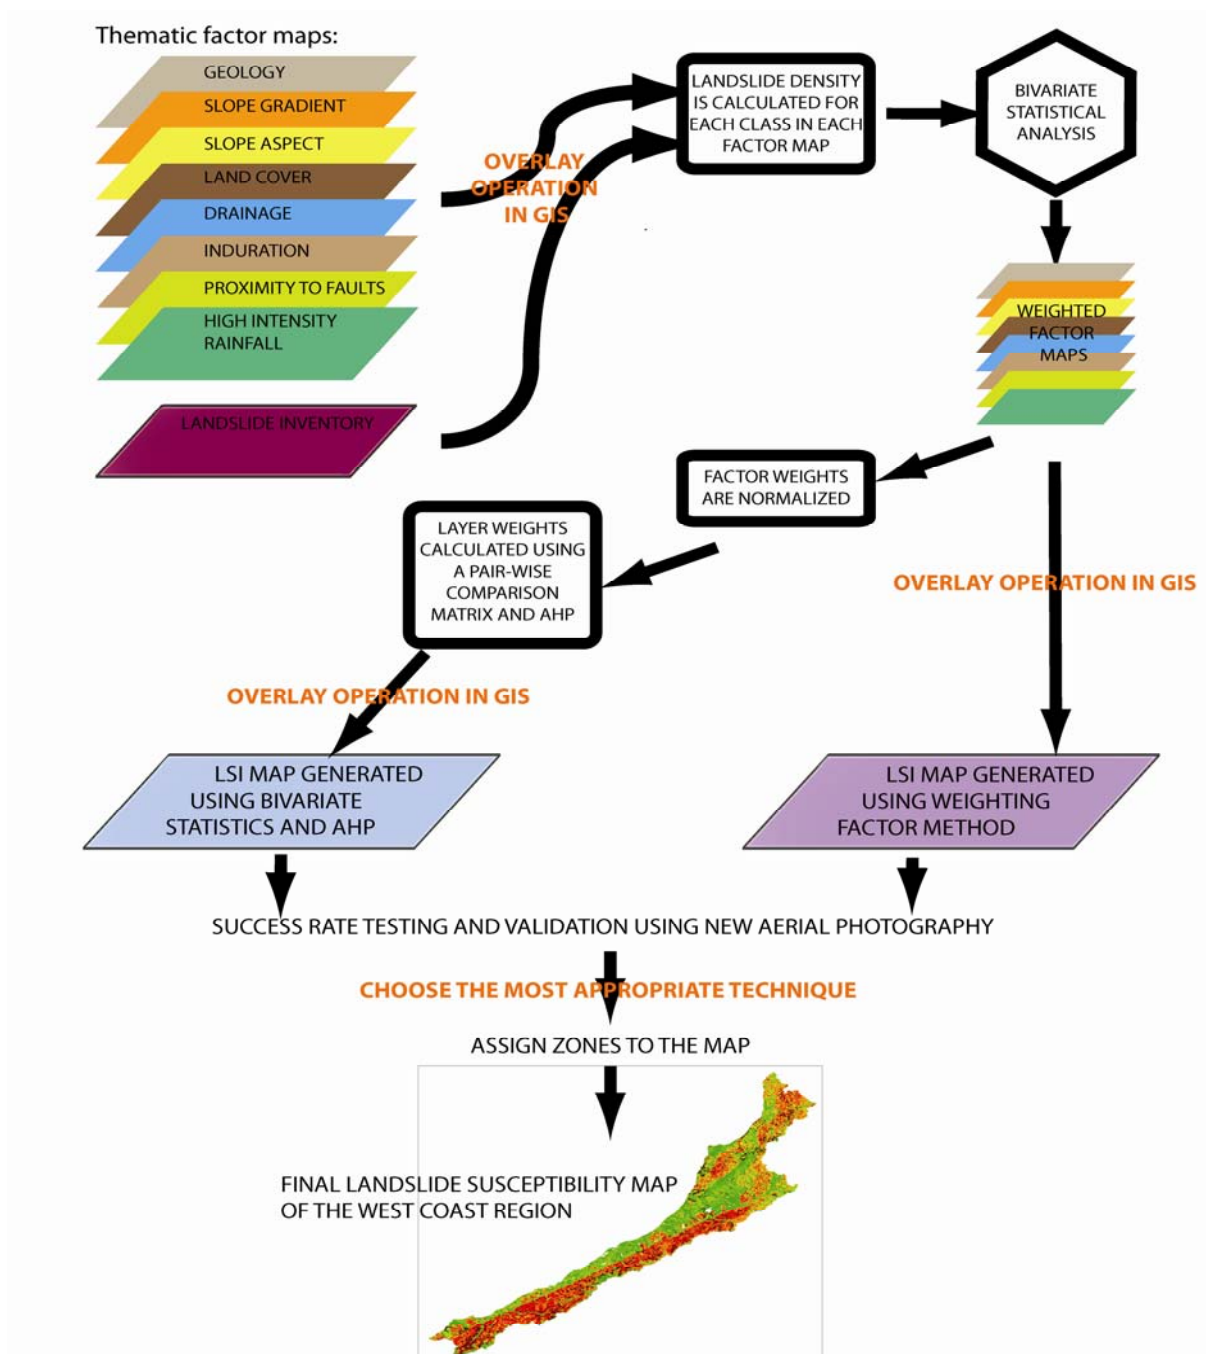 Thematic factor maps:
GEOLOGY
SLOPE GRADIENT
SLOPE ASPECT
LAND COVER
DRAINAGE
INDURATION
PROXIMITY TO FAULTS
HIGH INTENSITY
RAINFALL
LANDSLIDE INVENTORY
OVERLAY
OPERATION
IN GIS
LANDSLIDE DENSITY
IS CALCULATED FOR
EACH CLASS IN EACH
FACTOR MAP
BIVARIATE
STATISTICAL
ANALYSIS
WEIGHTED
FACTOR
MAPS
FACTOR WEIGHTS
ARE NORMALIZED
LAYER WEIGHTS
CALCULATED USING
A PAIR-WISE
COMPARISON
MATRIX AND AHP
OVERLAY OPERATION IN GIS
OVERLAY OPERATION IN GIS
LSI MAP GENERATED
USING BIVARIATE
STATISTICS AND AHP
LSI MAP GENERATED
USING WEIGHTING
FACTOR METHOD
SUCCESS RATE TESTING AND VALIDATION USING NEW AERIAL PHOTOGRAPHY
CHOOSE THE MOST APPROPRIATE TECHNIQUE
ASSIGN ZONES TO THE MAP
FINAL LANDSLIDE SUSCEPTIBILITY MAP
OF THE WEST COAST REGION